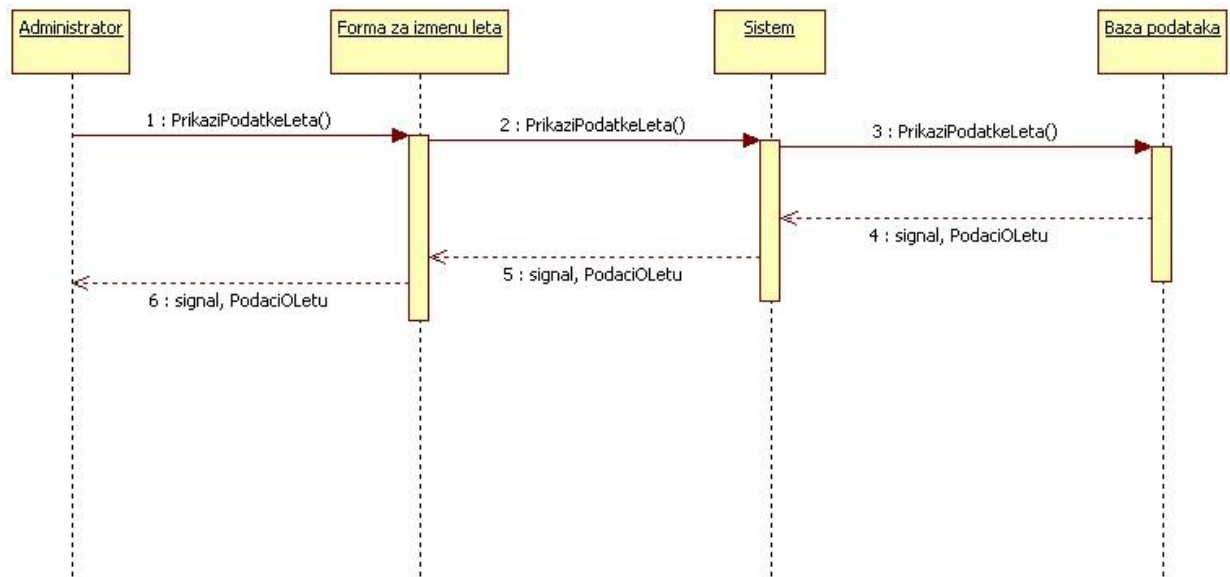 Administrator
Forma za izmenu leta
Sistem
Baza podataka
1 : PrikaziPodatkeLeta()
2 : PrikaziPodatkeLeta()
3 : PrikaziPodatkeLeta()
4 : signal, PodaciOLetu
5 : signal, PodaciOLetu
6 : signal, PodaciOLetu